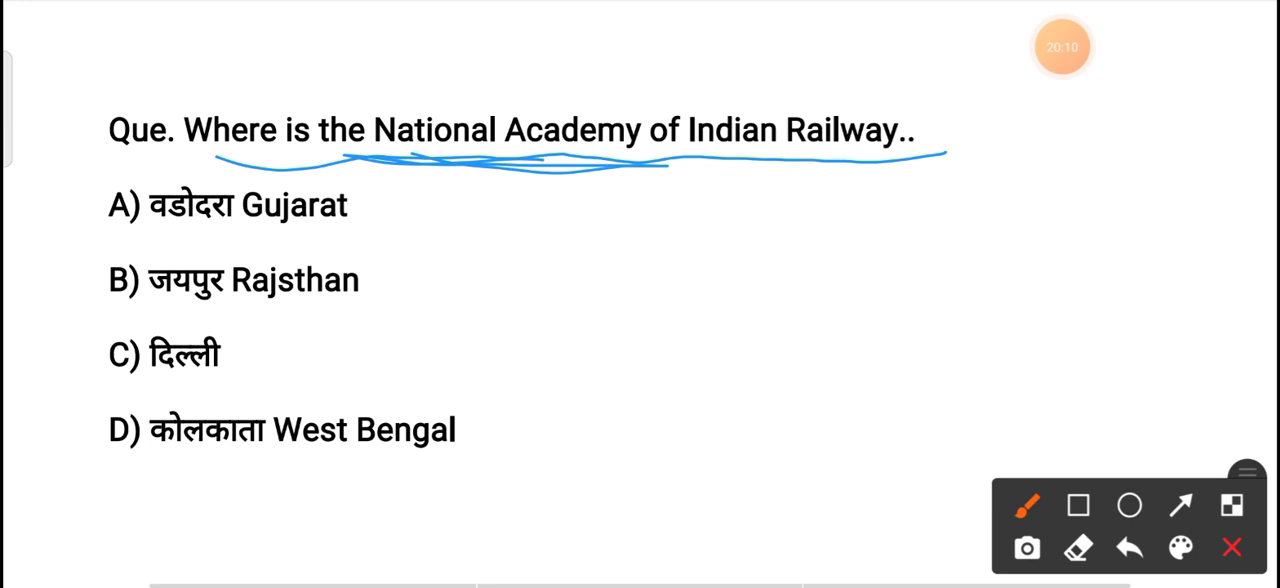 20:10
Que. Where is the National Academy of Indian Railway..
A) वडोदरा Gujarat
B) जयपुर Rajsthan
C) दिल्ली
D) कोलकाता West Bengal